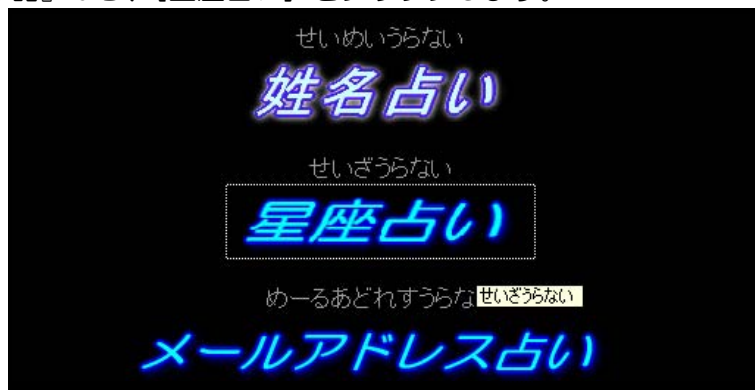 せいめいうらない
姓名占い
せいざうらない
星座占い
めーるあどれすうらな
せいざうらない
メールアドレス占い